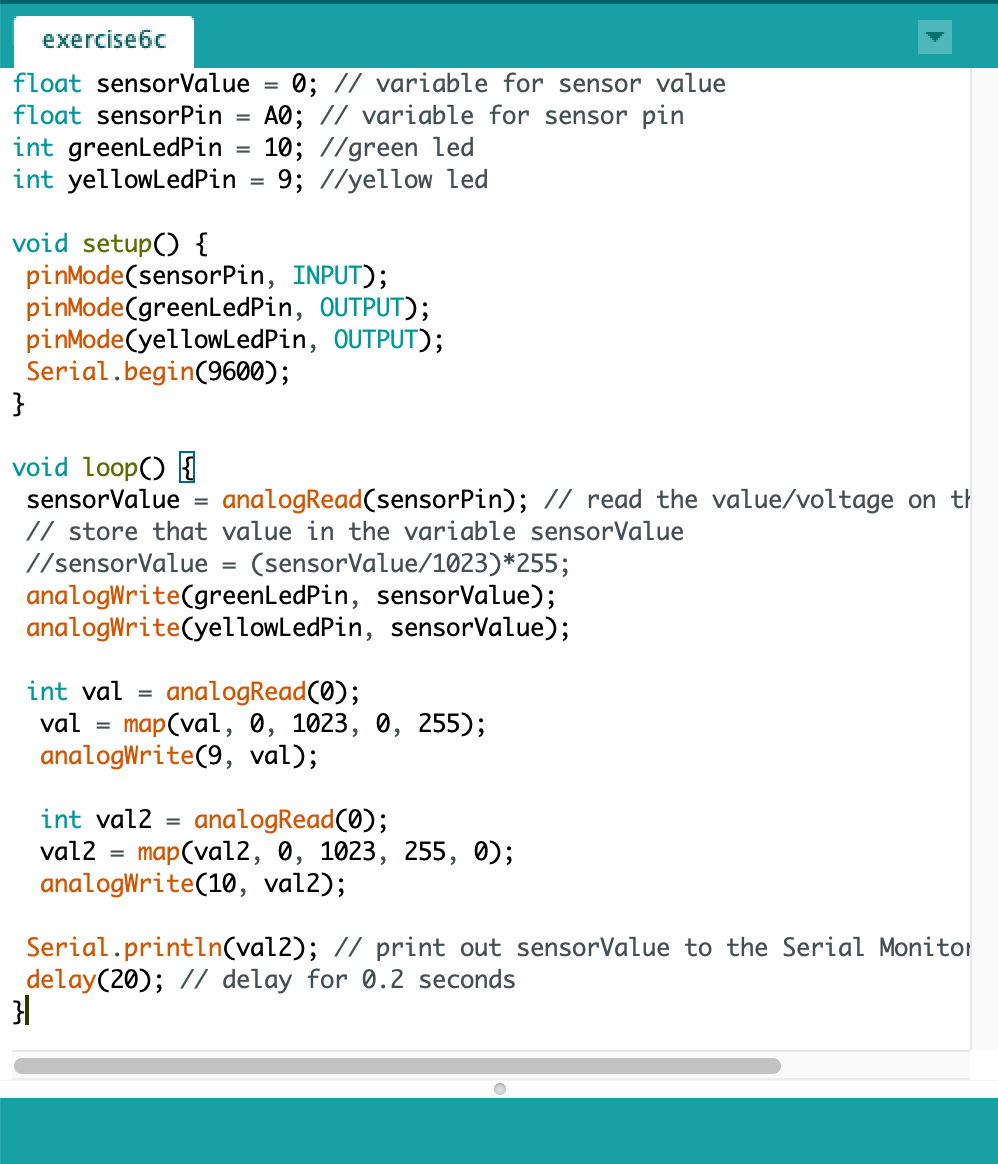 exercise6c
float sensorValue = 0; // variable for sensor value
float sensorPin = A0; // variable for sensor pin
int greenLedPin = 10; //green led
int yellowLedPin = 9; //yellow led
void setup() {
pinMode(sensorPin, INPUT);
pinMode(greenLedPin, OUTPUT);
pinMode(yellowLedPin, OUTPUT);
Serial.begin(9600);
}
void loop() {
sensorValue = analogRead(sensorPin); // read the value/voltage on
// store that value in the variable sensorValue
//sensorValue = (sensorValue/1023)*255;
analogWrite(greenLedPin, sensorValue);
analogWrite(yellowLedPin, sensorValue);
int val = analogRead(0);
val = map(val, 0, 1023, 0, 255);
analogWrite(9, val);
int val2 = analogRead(0);
val2 = map(val2, 0, 1023, 255, 0);
analogWrite(10, val2);
Serial.println(val2); // print out sensorValue to the Serial Monitor
delay(20); // delay for 0.2 seconds
}